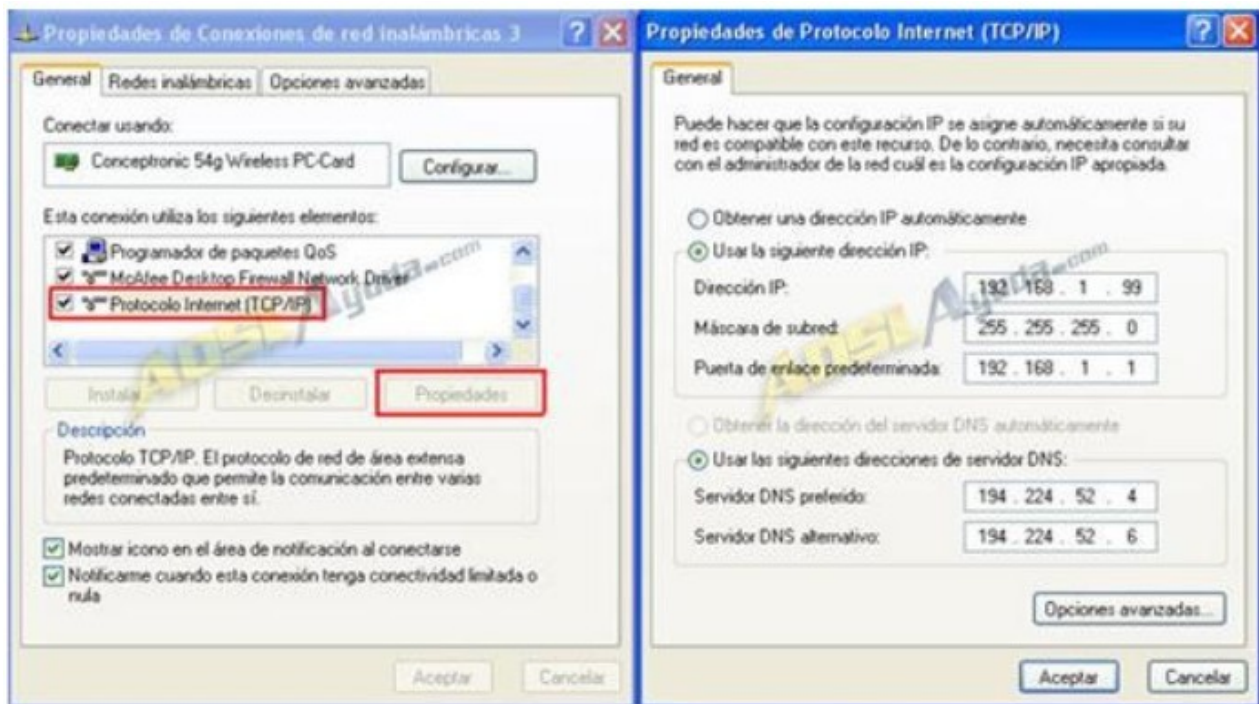 Propiedades de Conexiones de red inalámbricas 3
General
Redes inalámbricas
Opciones avanzadas
Conectar usando:
Conceptronic 54g Wireless PC-Card
Configurar...
Esta conexión utiliza los siguientes elementos:
Programador de paquetes QoS
McAfee Desktop Firewall Network Driver
Protocolo Internet (TCP/IP)
Instalar...
Desinstalar
Propiedades
Descripción
Protocolo TCP/IP. El protocolo de red de área extensa
predeterminado que permite la comunicación entre varias
redes conectadas entre sí.
Mostrar icono en el área de notificación al conectarse
Notificarme cuando esta conexión tenga conectividad limitada o
nula
Aceptar
Cancelar
ADSLAyuda.com
Propiedades de Protocolo Internet (TCP/IP)
General
Puede hacer que la configuración IP se asigne automáticamente si su
red es compatible con este recurso. De lo contrario, necesita consultar
con el administrador de la red cuál es la configuración IP apropiada.
Obtener una dirección IP automáticamente
Usar la siguiente dirección IP:
Dirección IP: 192 . 168 . 1 . 99
Máscara de subred: 255 . 255 . 255 . 0
Puerta de enlace predeterminada: 192 . 168 . 1 . 1
Obtener la dirección del servidor DNS automáticamente
Usar las siguientes direcciones de servidor DNS:
Servidor DNS preferido: 194 . 224 . 52 . 4
Servidor DNS alternativo: 194 . 224 . 52 . 6
Opciones avanzadas...
Aceptar
Cancelar
ADSLAyuda.com